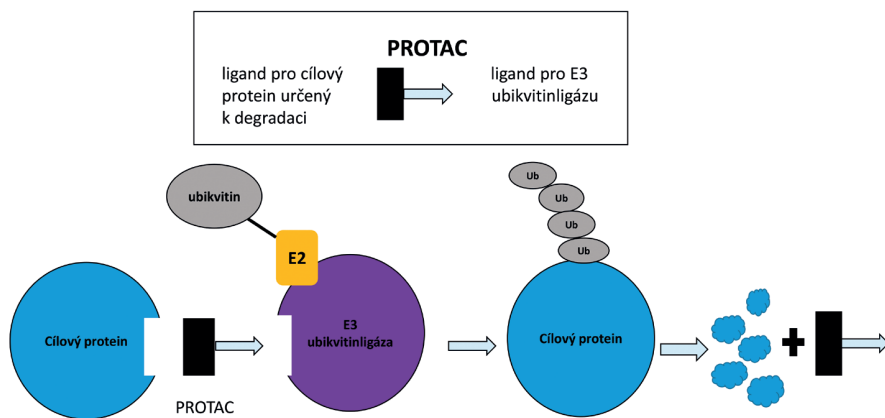 PROTAC
ligand pro cílový
protein určený
k degradaci
ligand pro E3
ubikvitinligázu
ubikvitin
E2
Cílový protein
PROTAC
E3
ubikvitinligáza
Ub
Ub
Ub
Ub
Cílový protein